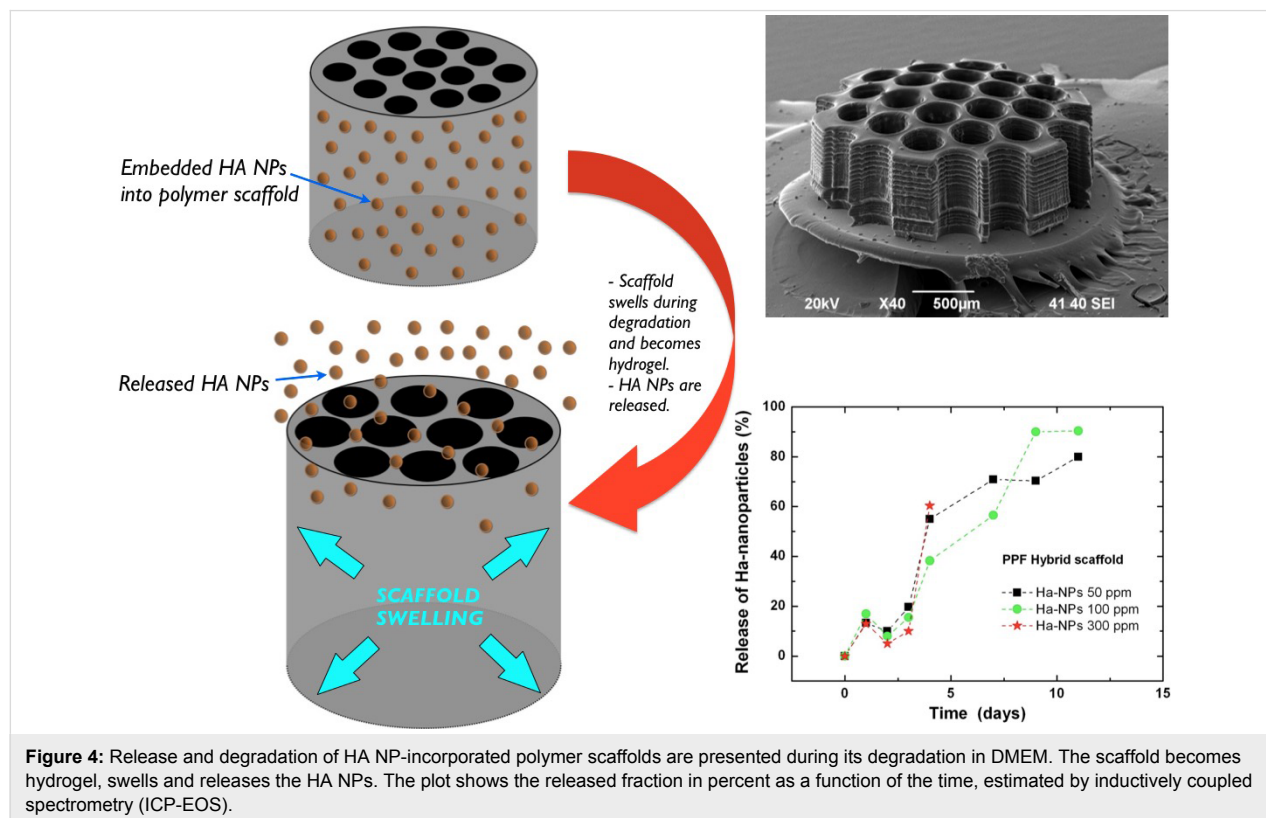 Embedded HA NPs
into polymer scaffold
- Scaffold
swells during
degradation
and becomes
hydrogel.
- HA NPs are
released.
Released HA NPs
SCAFFOLD
SWELLING
20kV X40 500μm 41 40 SEI
Release of Ha-nanoparticles (%)
100
80
60
40
20
0
PPF Hybrid scaffold
Ha-NPs 50 ppm
Ha-NPs 100 ppm
Ha-NPs 300 ppm
0 5 10 15
Time (days)
Figure 4: Release and degradation of HA NP-incorporated polymer scaffolds are presented during its degradation in DMEM. The scaffold becomes
hydrogel, swells and releases the HA NPs. The plot shows the released fraction in percent as a function of the time, estimated by inductively coupled
spectrometry (ICP-EOS).